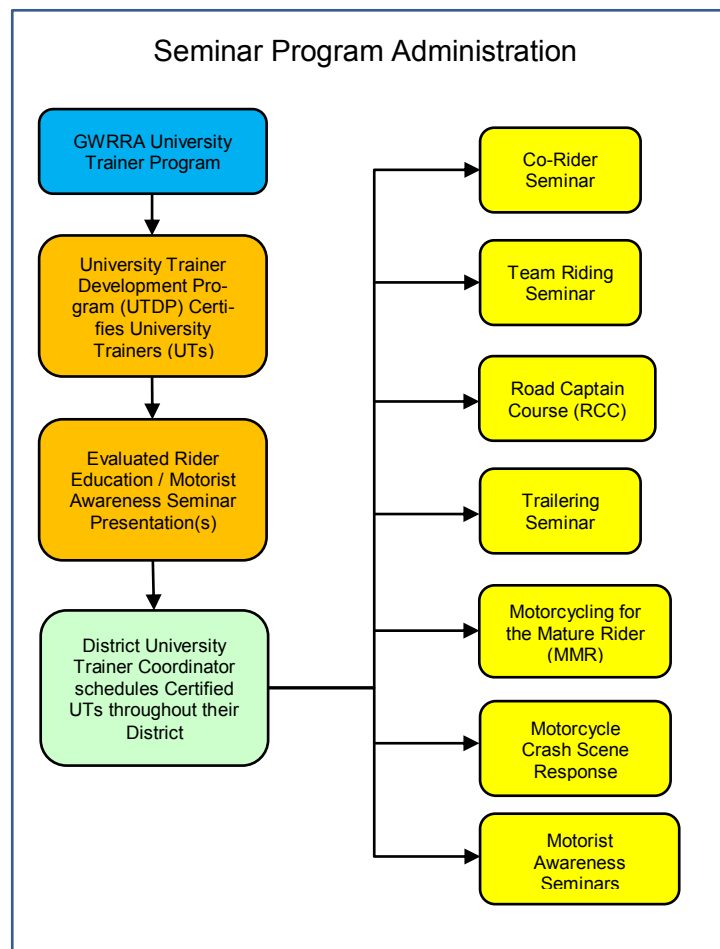 Seminar Program Administration
GWRRA University
Trainer Program
University Trainer
Development Pro-
gram (UTDP) Certi-
fies University
Trainers (UTs)
Evaluated Rider
Education / Motorist
Awareness Seminar
Presentation(s)
District University
Trainer Coordinator
schedules Certified
UTs throughout their
District
Co-Rider
Seminar
Team Riding
Seminar
Road Captain
Course (RCC)
Trailering
Seminar
Motorcycling for
the Mature Rider
(MMR)
Motorcycle
Crash Scene
Response
Motorist
Awareness
Seminars